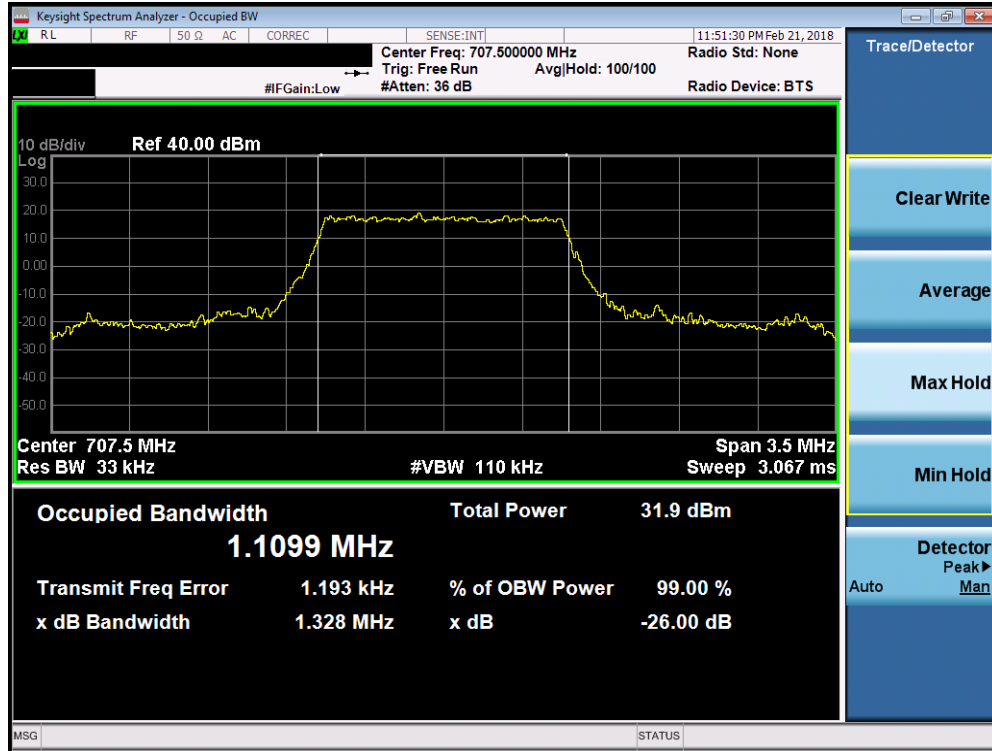 Keysight Spectrum Analyzer - Occupied BW
LXI RL RF 50 Ω AC CORREC SENSE:INT 11:51:30 PM Feb 21, 2018
Center Freq: 707.500000 MHz Radio Std: None
Trig: Free Run Avg|Hold: 100/100
#IFGain:Low #Atten: 36 dB Radio Device: BTS
10 dB/div Ref 40.00 dBm
Log
30.0
20.0
10.0
0.00
-10.0
-20.0
-30.0
-40.0
-50.0
Center 707.5 MHz Span 3.5 MHz
Res BW 33 kHz #VBW 110 kHz Sweep 3.067 ms
Occupied Bandwidth Total Power 31.9 dBm
1.1099 MHz
Transmit Freq Error 1.193 kHz % of OBW Power 99.00 %
x dB Bandwidth 1.328 MHz x dB -26.00 dB
Trace/Detector
Clear Write
Average
Max Hold
Min Hold
Detector
Peak▶
Auto Man
MSG STATUS